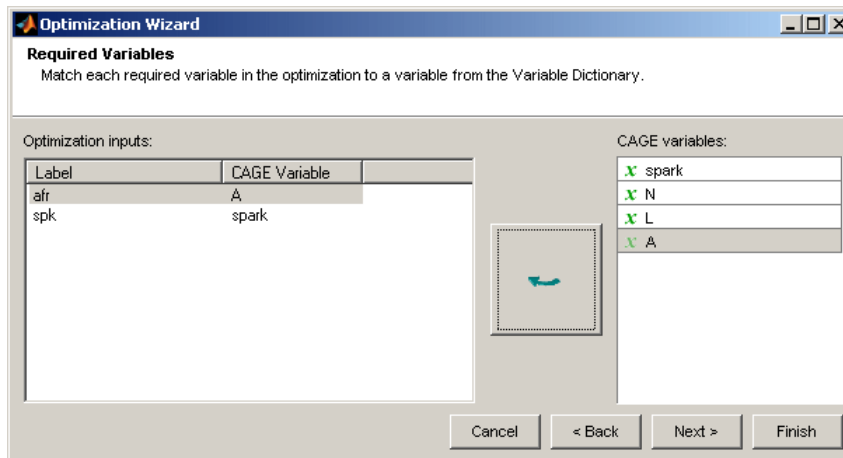 Optimization Wizard
Required Variables
Match each required variable in the optimization to a variable from the Variable Dictionary.
Optimization inputs:
Label CAGE Variable
afr A
spk spark
CAGE variables:
x spark
x N
x L
x A
Cancel < Back Next > Finish